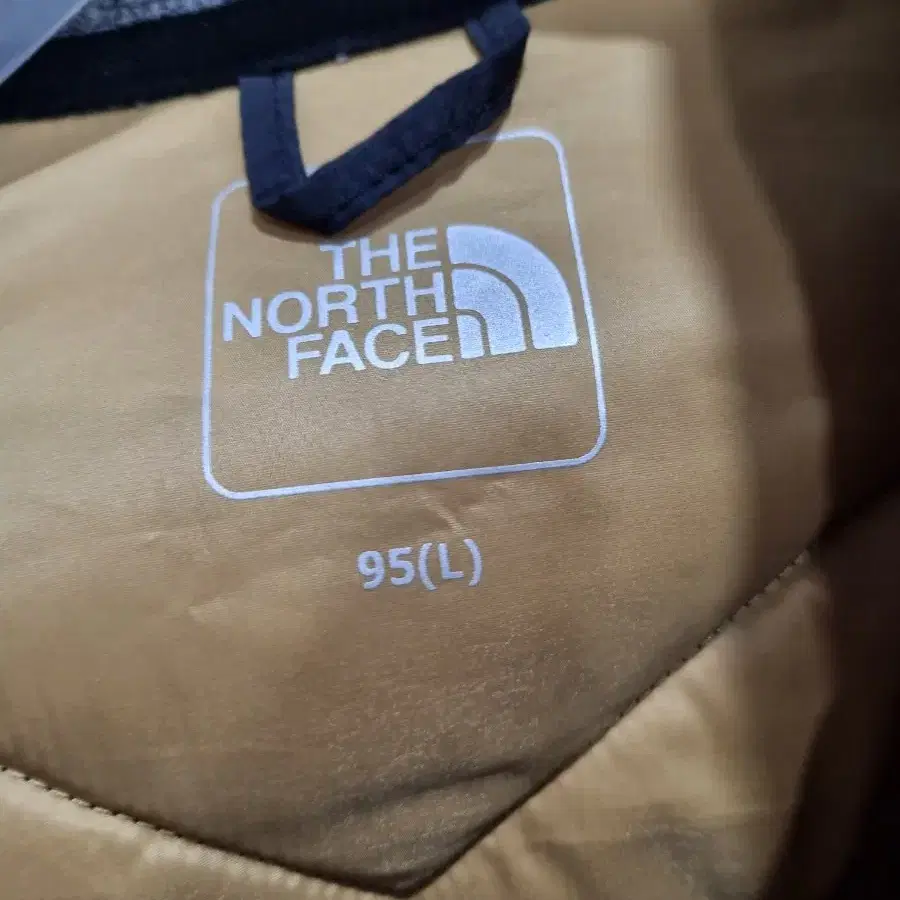 THE
NORTH
FACE
95(L)